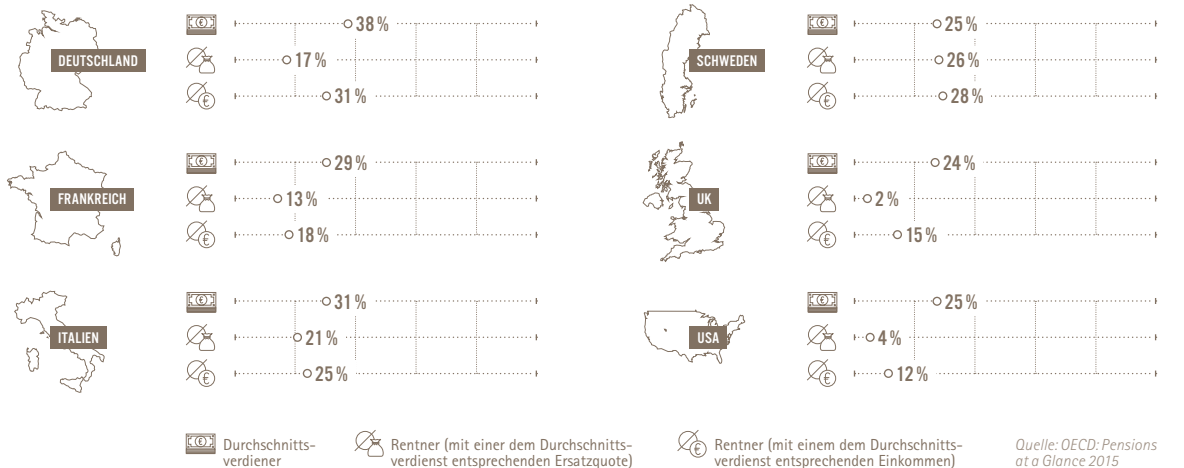 DEUTSCHLAND
38 %
17 %
31 %
SCHWEDEN
25 %
26 %
28 %
FRANKREICH
29 %
13 %
18 %
UK
24 %
2 %
15 %
ITALIEN
31 %
21 %
25 %
USA
25 %
4 %
12 %
Durchschnitts-
verdiener
Rentner (mit einer dem Durchschnitts-
verdienst entsprechenden Ersatzquote)
Rentner (mit einem dem Durchschnitts-
verdienst entsprechenden Einkommen)
Quelle: OECD: Pensions
at a Glance 2015